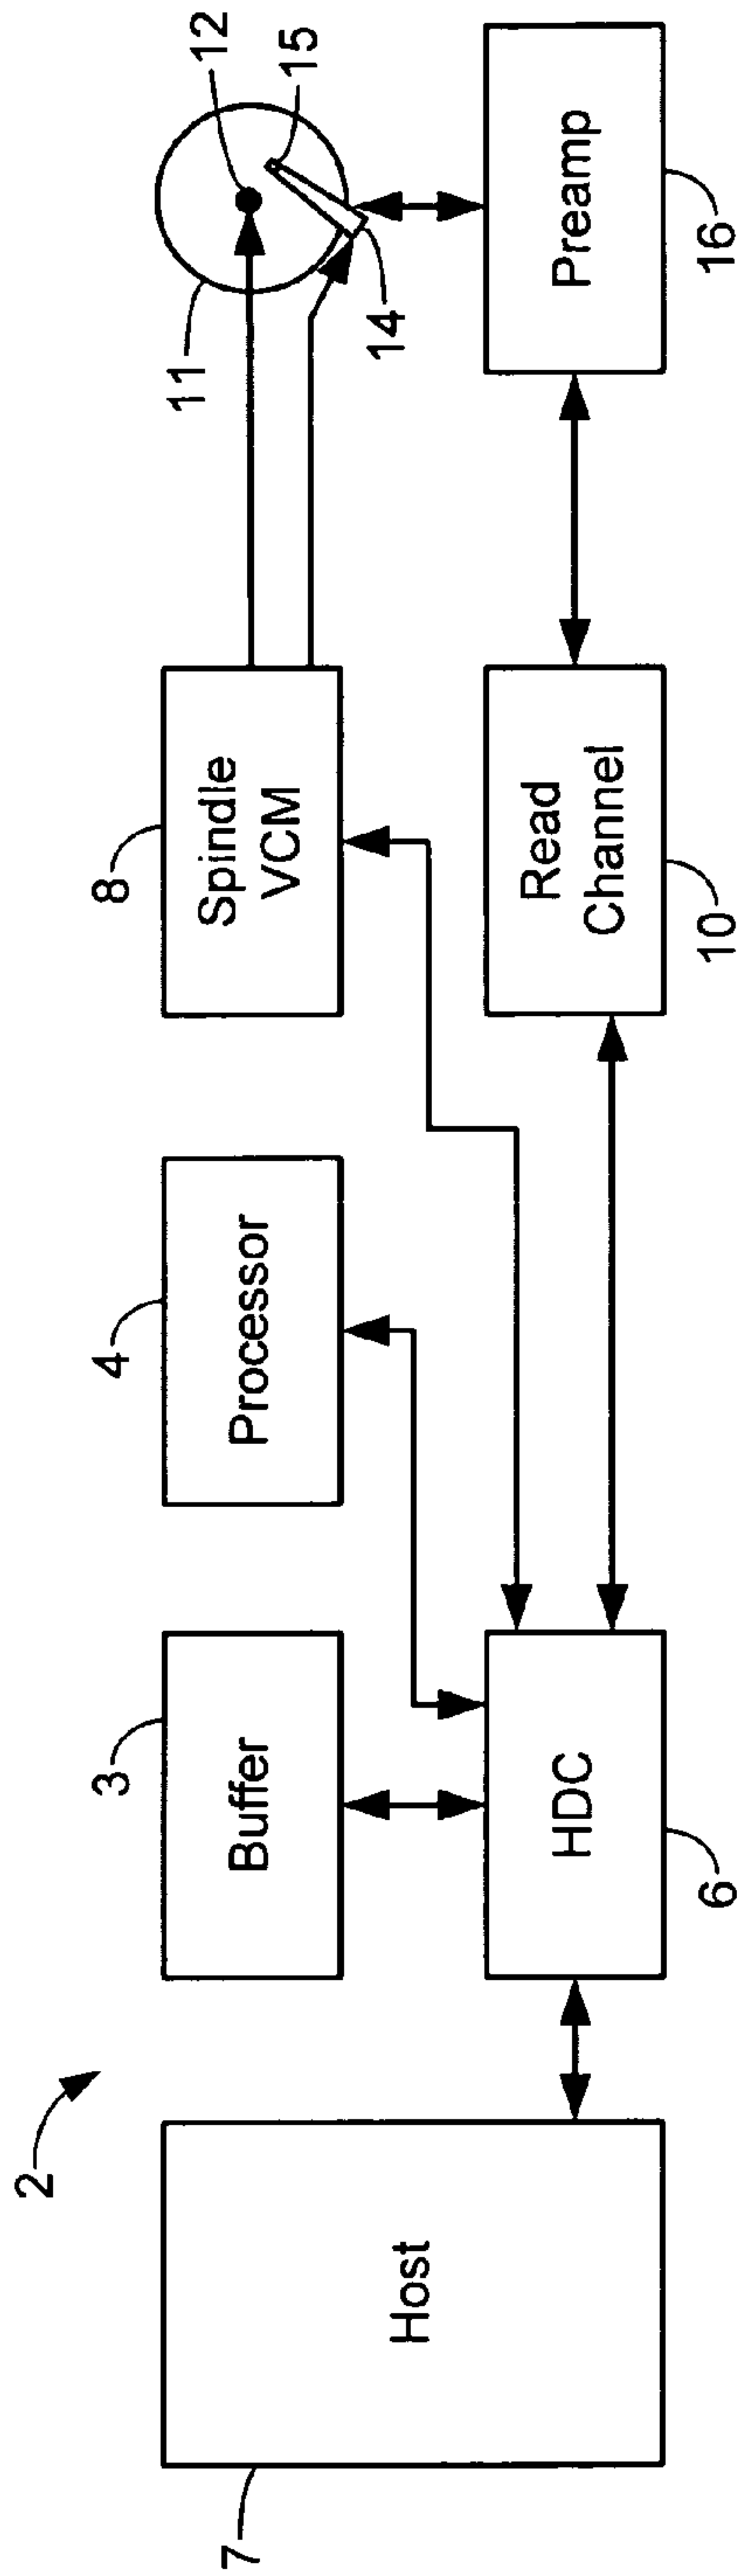 2
7
Host
3
Buffer
4
Processor
8
Spindle
VCM
11
12
15
14
HDC
6
Read
Channel
10
Preamp
16